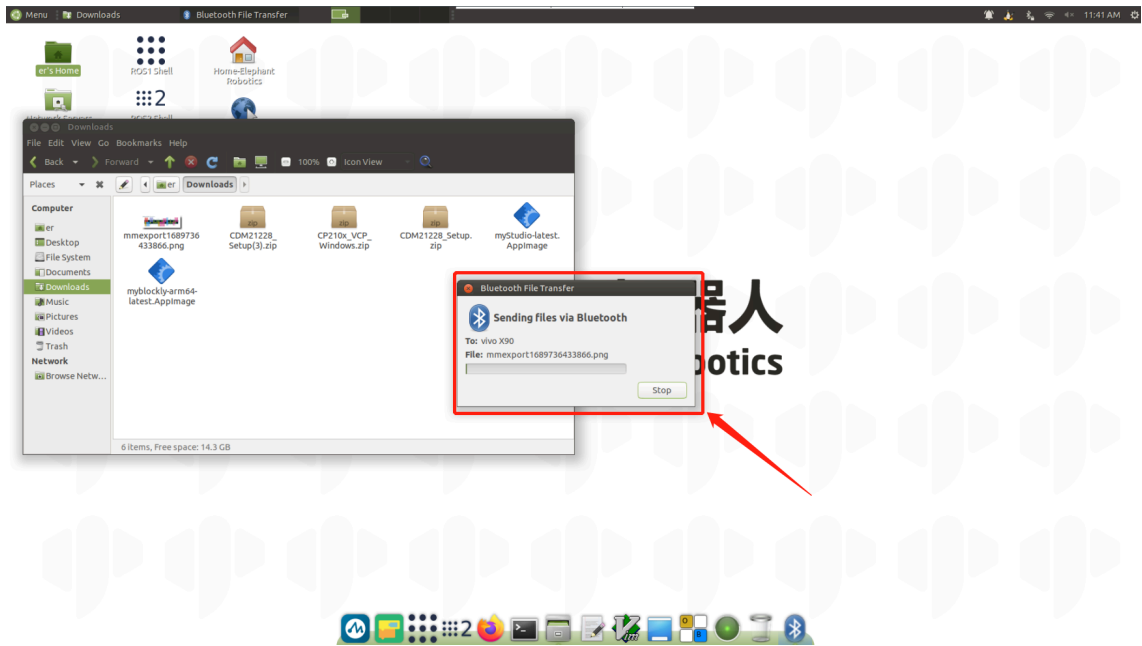 Menu Downloads Bluetooth File Transfer 11:41 AM
er's Home ROS1 Shell Home-Elephant
Robotics
2
Downloads
File Edit View Go Bookmarks Help
Back Forward 100% Icon View
Places er Downloads
Computer
er
Desktop
File System
Documents
Downloads
Music
Pictures
Videos
Trash
Network
Browse Netw...
mmexport1689736
433866.png
CDM21228_
Setup(3).zip
CP210x_VCP_
Windows.zip
CDM21228_Setup.
zip
myStudio-latest.
AppImage
myblockly-arm64-
latest.AppImage
6 items, Free space: 14.3 GB
Bluetooth File Transfer
Sending files via Bluetooth
To: vivo X90
File: mmexport1689736433866.png
Stop
器人
botics
2